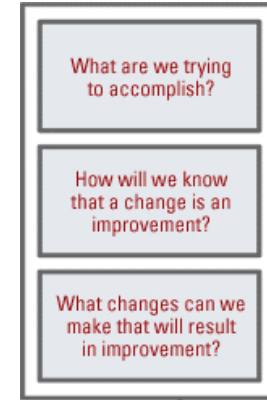 What are we trying
to accomplish?
How will we know
that a change is an
improvement?
What changes can we
make that will result
in improvement?